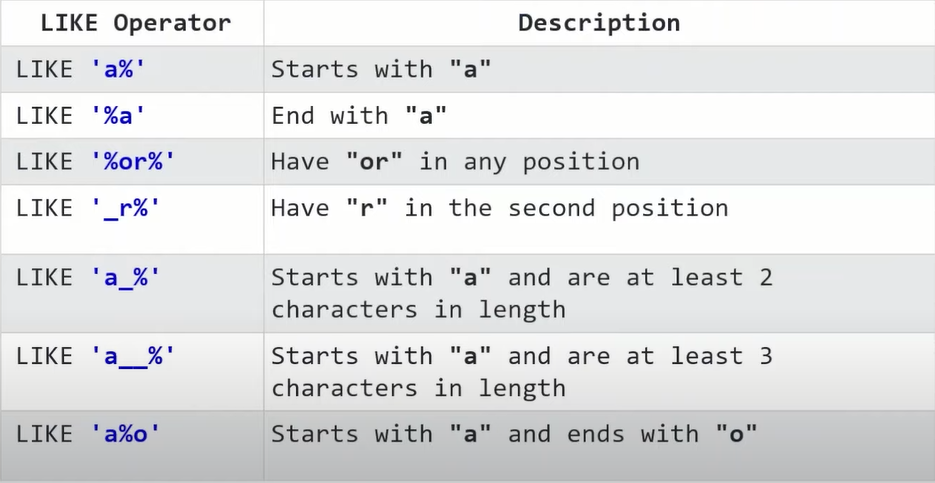 LIKE Operator Description
LIKE 'a%' Starts with "a"
LIKE '%a' End with "a"
LIKE '%or%' Have "or" in any position
LIKE '_r%' Have "r" in the second position
LIKE 'a_%' Starts with "a" and are at least 2
characters in length
LIKE 'a__%' Starts with "a" and are at least 3
characters in length
LIKE 'a%o' Starts with "a" and ends with "o"